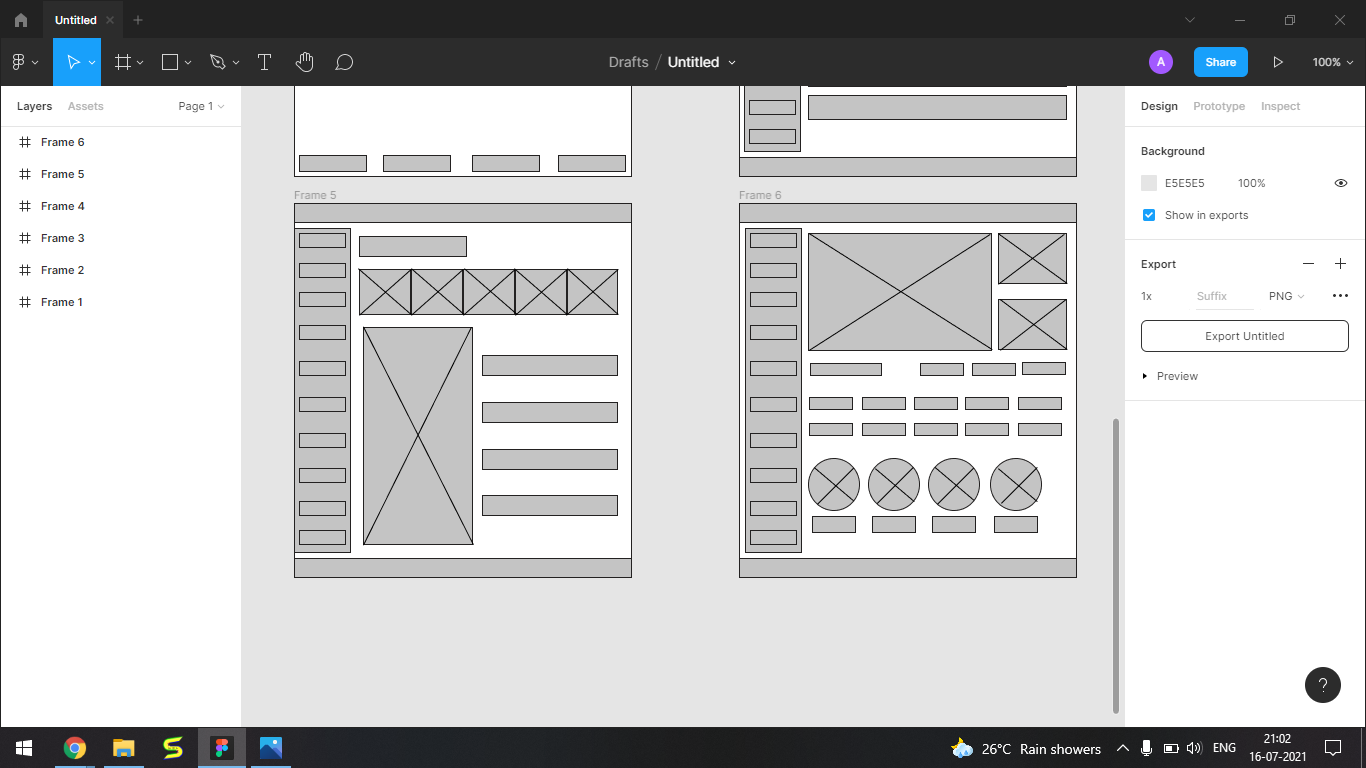 Untitled
Drafts / Untitled
A
Share
100%
Layers Assets Page 1
Frame 6
Frame 5
Frame 4
Frame 3
Frame 2
Frame 1
Frame 5
Frame 6
Design Prototype Inspect
Background
E5E5E5 100%
Show in exports
Export
1x Suffix PNG
Export Untitled
Preview
?
26°C Rain showers
ENG
21:02
16-07-2021